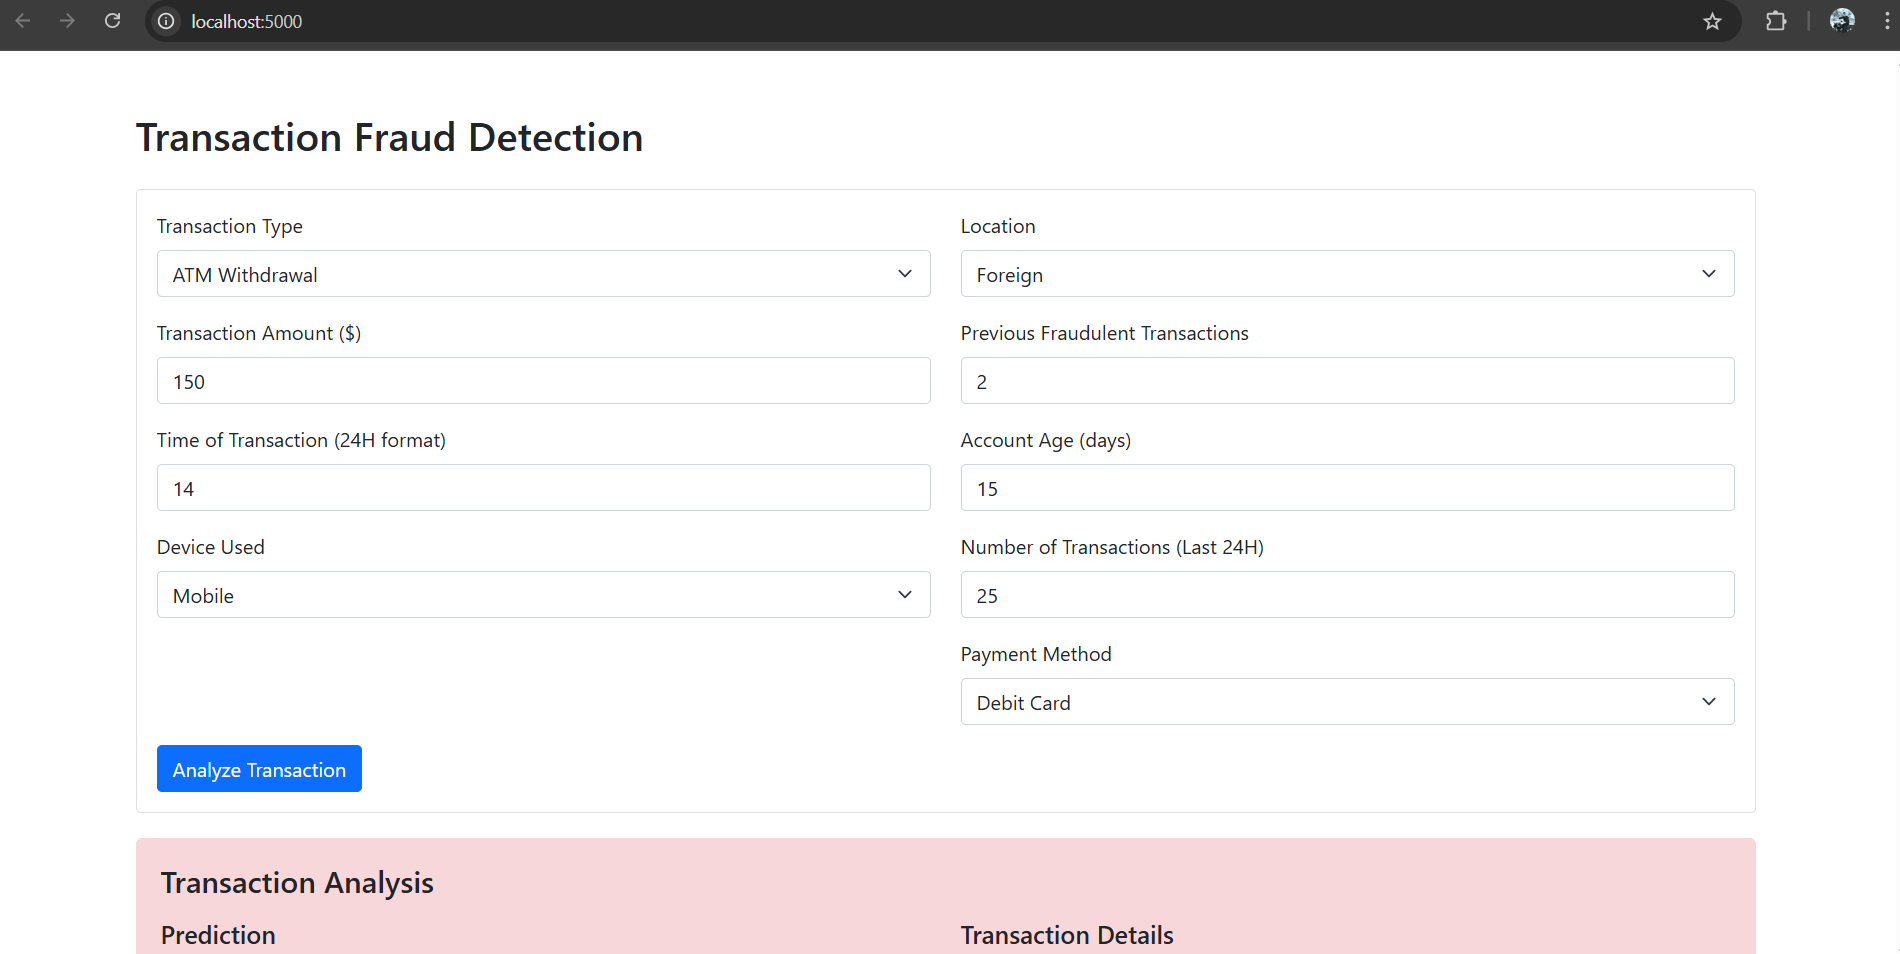 localhost:5000
Transaction Fraud Detection
Transaction Type
ATM Withdrawal
Location
Foreign
Transaction Amount ($)
150
Previous Fraudulent Transactions
2
Time of Transaction (24H format)
14
Account Age (days)
15
Device Used
Mobile
Number of Transactions (Last 24H)
25
Payment Method
Debit Card
Analyze Transaction
Transaction Analysis
Prediction
Transaction Details